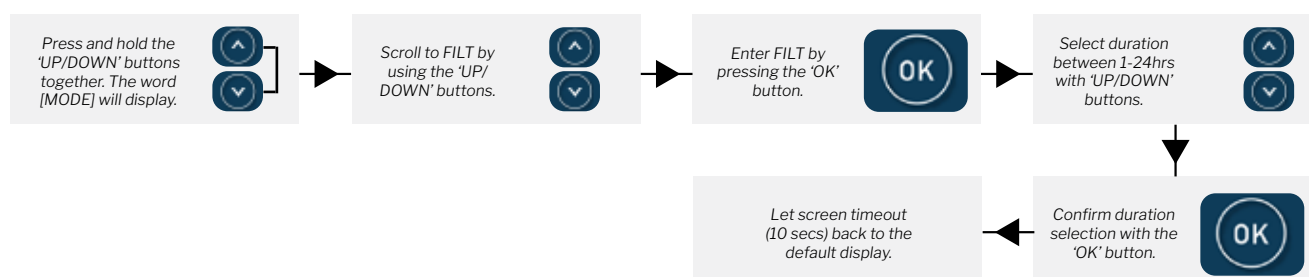 Press and hold the
‘UP/DOWN’ buttons
together. The word
[MODE] will display.
Scroll to FILT by
using the ‘UP/
DOWN’ buttons.
Enter FILT by
pressing the ‘OK’
button.
OK
Select duration
between 1-24hrs
with ‘UP/DOWN’
buttons.
Confirm duration
selection with the
‘OK’ button.
OK
Let screen timeout
(10 secs) back to the
default display.